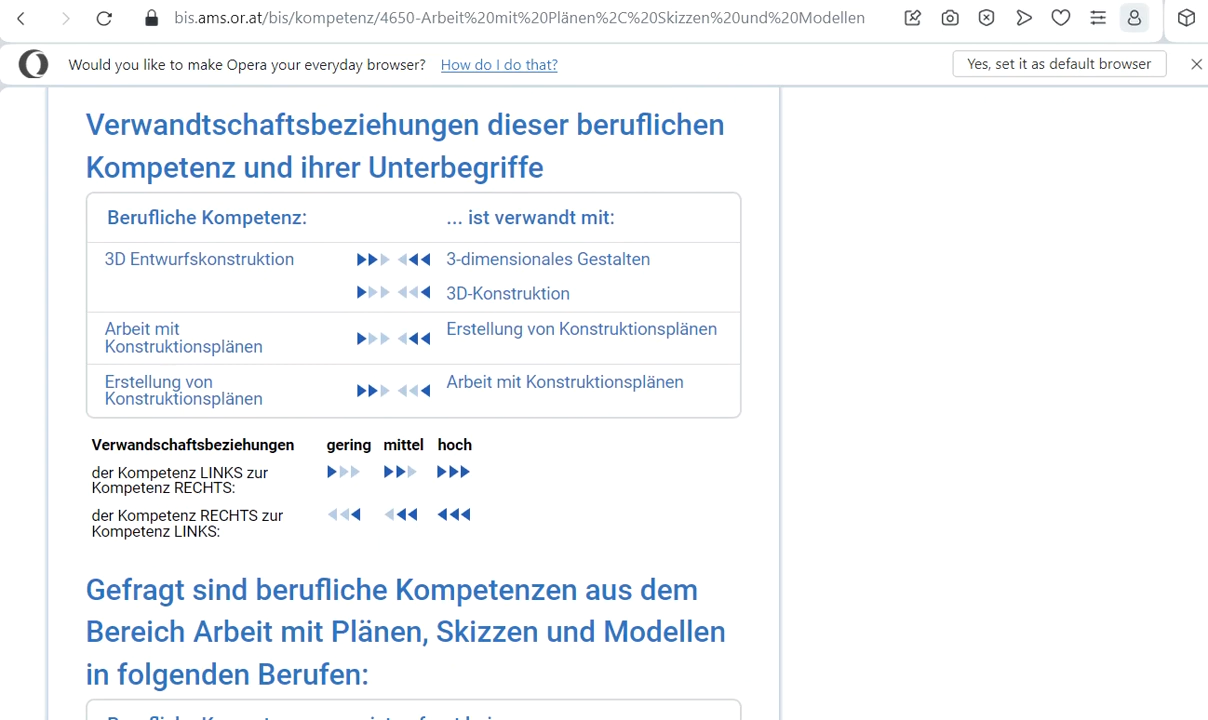 bis.ams.or.at/bis/kompetenz/4650-Arbeit%20mit%20Plänen%2C%20Skizzen%20und%20Modellen
Would you like to make Opera your everyday browser? How do I do that? Yes, set it as default browser
Verwandtschaftsbeziehungen dieser beruflichen
Kompetenz und ihrer Unterbegriffe
Berufliche Kompetenz: ... ist verwandt mit:
3D Entwurfskonstruktion 3-dimensionales Gestalten
3D-Konstruktion
Arbeit mit Erstellung von Konstruktionsplänen
Konstruktionsplänen
Erstellung von Arbeit mit Konstruktionsplänen
Konstruktionsplänen
Verwandschaftsbeziehungen gering mittel hoch
der Kompetenz LINKS zur
Kompetenz RECHTS:
der Kompetenz RECHTS zur
Kompetenz LINKS:
Gefragt sind berufliche Kompetenzen aus dem
Bereich Arbeit mit Plänen, Skizzen und Modellen
in folgenden Berufen: